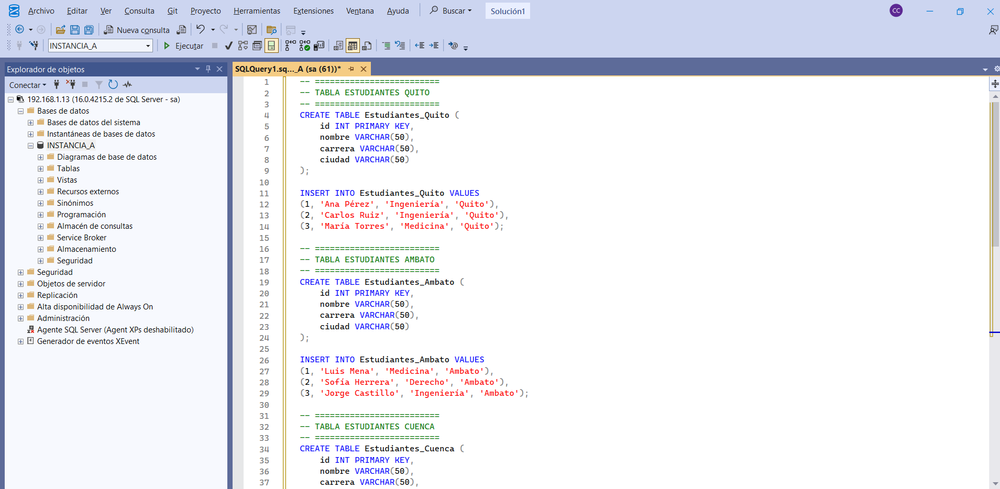 Archivo Editar Ver Consulta Git Proyecto Herramientas Extensiones Ventana Ayuda Buscar Solución1 CC
Nueva consulta
INSTANCIA_A Ejecutar
Explorador de objetos
Conectar
192.168.1.13 (16.0.4215.2 de SQL Server - sa)
Bases de datos
Bases de datos del sistema
Instantáneas de bases de datos
INSTANCIA_A
Diagramas de base de datos
Tablas
Vistas
Recursos externos
Sinónimos
Programación
Almacén de consultas
Service Broker
Almacenamiento
Seguridad
Seguridad
Objetos de servidor
Replicación
Alta disponibilidad de Always On
Administración
Agente SQL Server (Agent XPs deshabilitado)
Generador de eventos XEvent
SQLQuery1.sq..._A (sa (61))*
1 -- =========================
2 -- TABLA ESTUDIANTES QUITO
3 -- =========================
4 CREATE TABLE Estudiantes_Quito (
5 id INT PRIMARY KEY,
6 nombre VARCHAR(50),
7 carrera VARCHAR(50),
8 ciudad VARCHAR(50)
9 );
10
11 INSERT INTO Estudiantes_Quito VALUES
12 (1, 'Ana Pérez', 'Ingeniería', 'Quito'),
13 (2, 'Carlos Ruiz', 'Ingeniería', 'Quito'),
14 (3, 'María Torres', 'Medicina', 'Quito');
15
16 -- =========================
17 -- TABLA ESTUDIANTES AMBATO
18 -- =========================
19 CREATE TABLE Estudiantes_Ambato (
20 id INT PRIMARY KEY,
21 nombre VARCHAR(50),
22 carrera VARCHAR(50),
23 ciudad VARCHAR(50)
24 );
25
26 INSERT INTO Estudiantes_Ambato VALUES
27 (1, 'Luis Mena', 'Medicina', 'Ambato'),
28 (2, 'Sofía Herrera', 'Derecho', 'Ambato'),
29 (3, 'Jorge Castillo', 'Ingeniería', 'Ambato');
30
31 -- =========================
32 -- TABLA ESTUDIANTES CUENCA
33 -- =========================
34 CREATE TABLE Estudiantes_Cuenca (
35 id INT PRIMARY KEY,
36 nombre VARCHAR(50),
37 carrera VARCHAR(50),